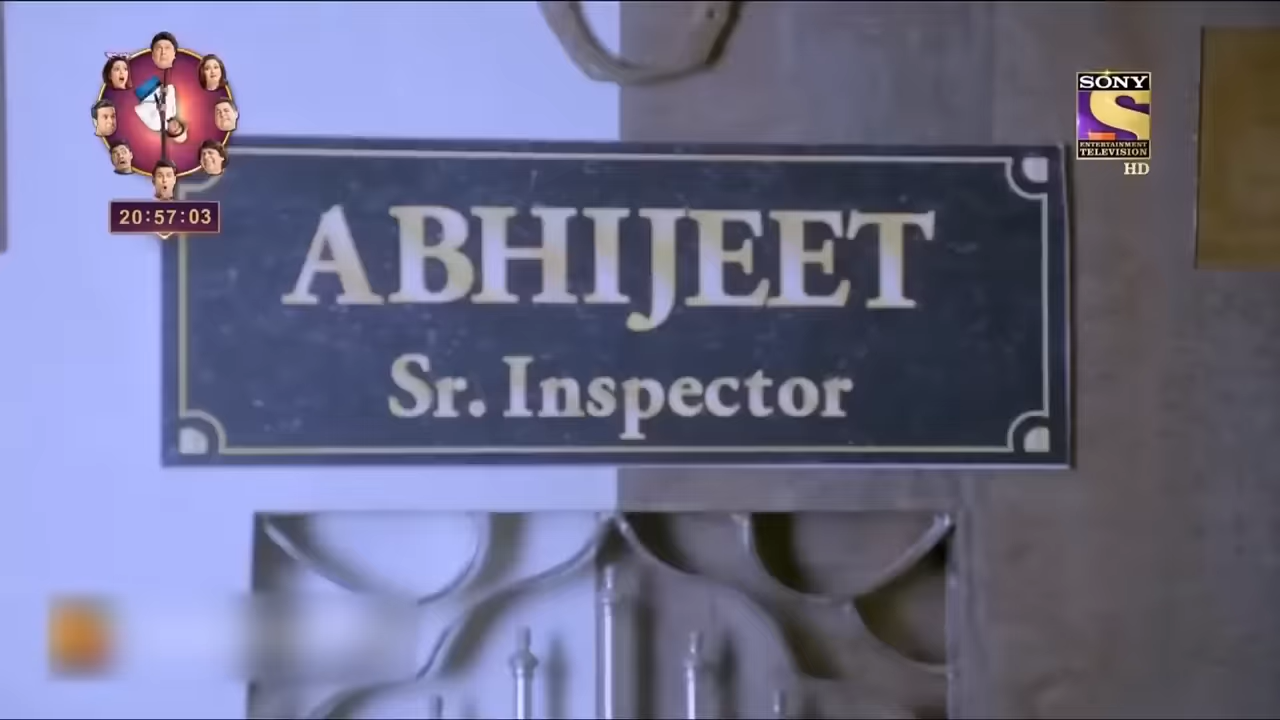 SONY
ENTERTAINMENT
TELEVISION
HD
20:57:03
ABHIJEET
Sr. Inspector